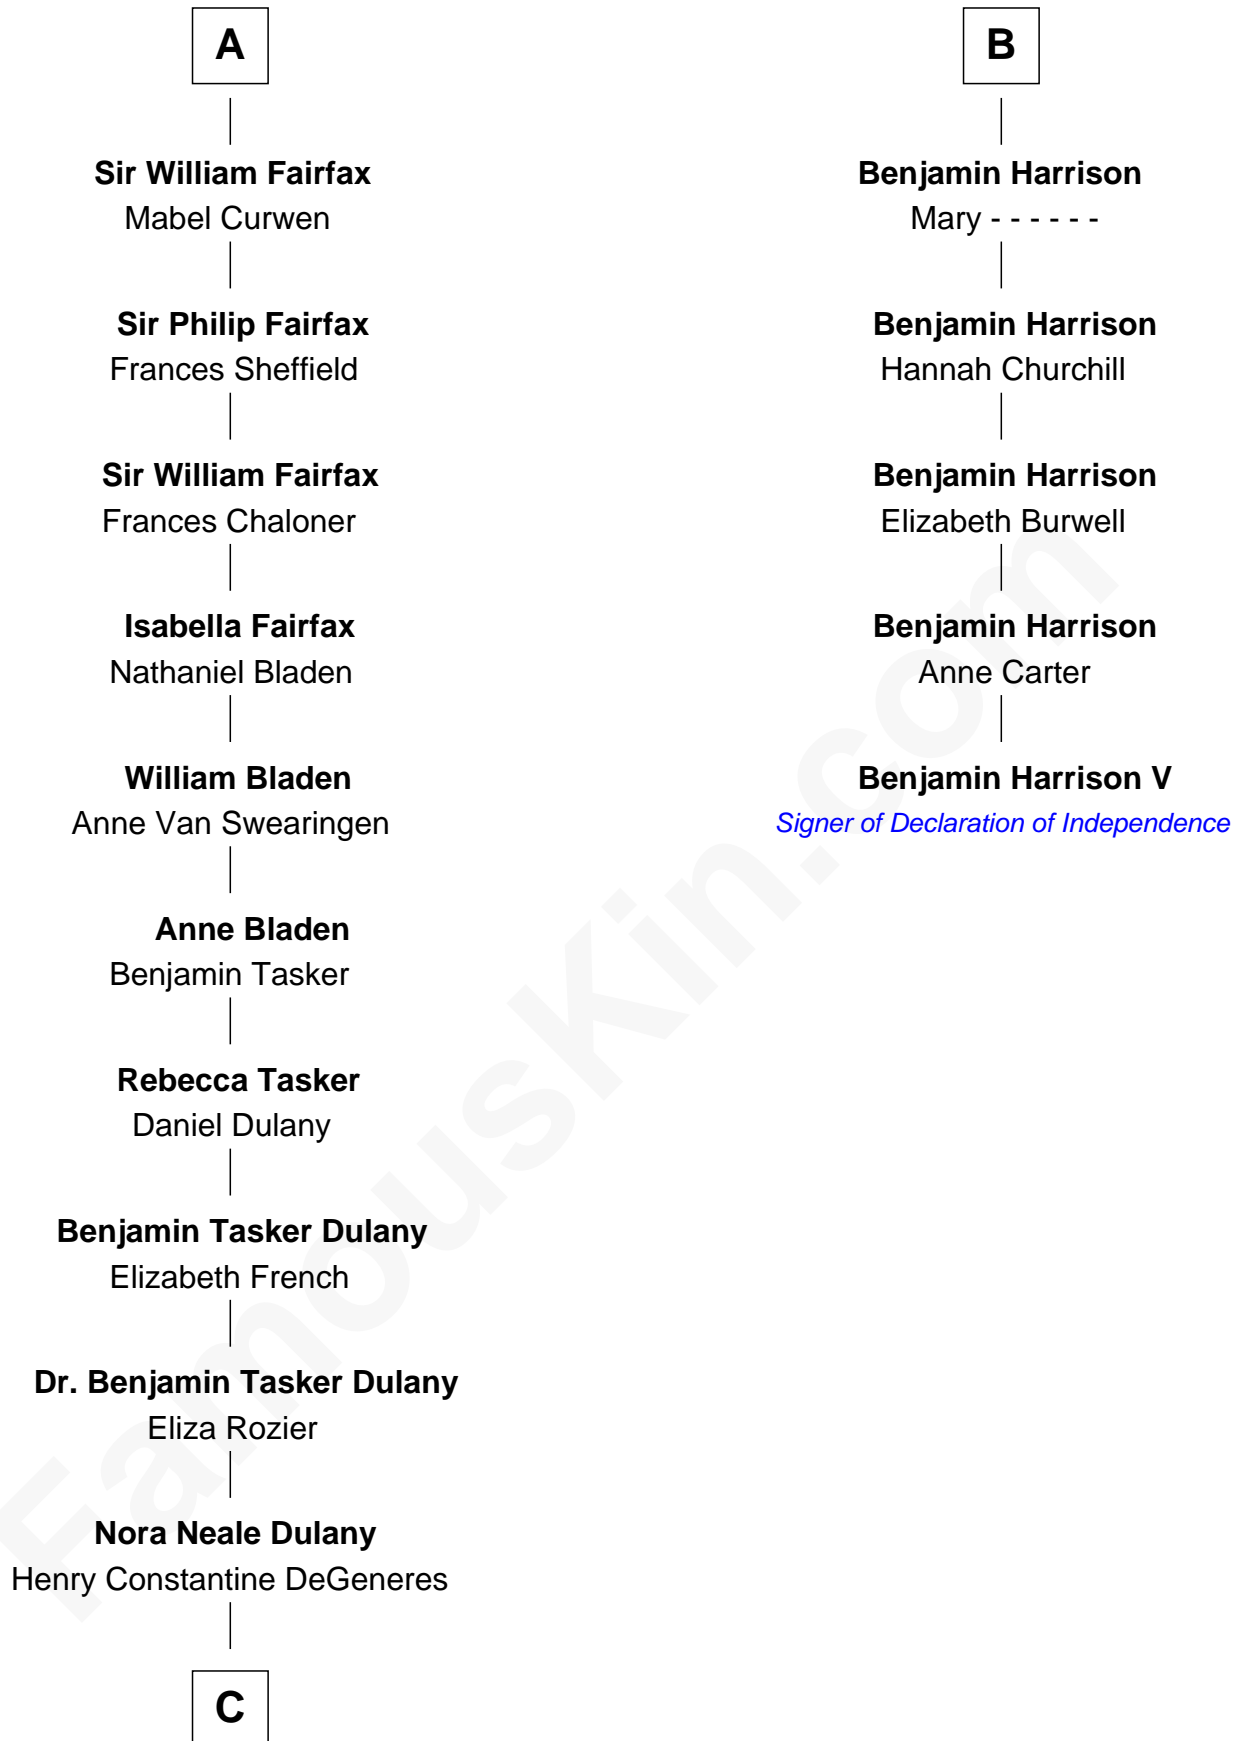 A
Sir William Fairfax
Mabel Curwen
Sir Philip Fairfax
Frances Sheffield
Sir William Fairfax
Frances Chaloner
Isabella Fairfax
Nathaniel Bladen
William Bladen
Anne Van Swearingen
Anne Bladen
Benjamin Tasker
Rebecca Tasker
Daniel Dulany
Benjamin Tasker Dulany
Elizabeth French
Dr. Benjamin Tasker Dulany
Eliza Rozier
Nora Neale Dulany
Henry Constantine DeGeneres
C
B
Benjamin Harrison
Mary - - - - - -
Benjamin Harrison
Hannah Churchill
Benjamin Harrison
Elizabeth Burwell
Benjamin Harrison
Anne Carter
Benjamin Harrison V
Signer of Declaration of Independence
FamousKin.com